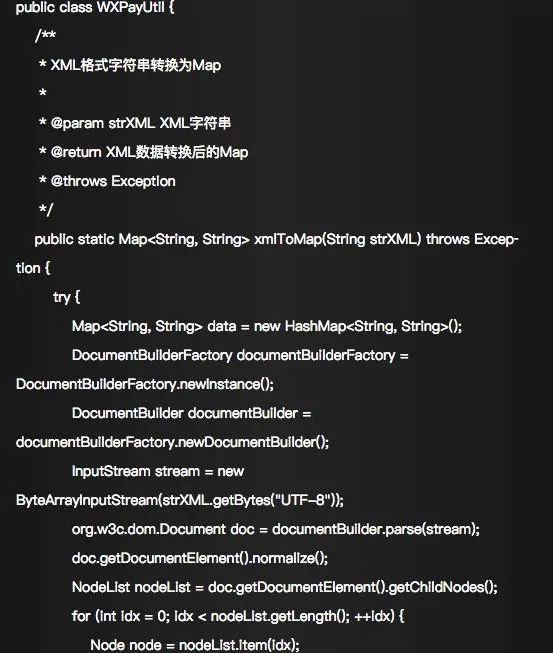 public class WXPayUtil {
/**
* XML格式字符串转换为Map
*
* @param strXML XML字符串
* @return XML数据转换后的Map
* @throws Exception
*/
public static Map<String, String> xmlToMap(String strXML) throws Excep-
tion {
try {
Map<String, String> data = new HashMap<String, String>();
DocumentBuilderFactory documentBuilderFactory =
DocumentBuilderFactory.newInstance();
DocumentBuilder documentBuilder =
documentBuilderFactory.newDocumentBuilder();
InputStream stream = new
ByteArrayInputStream(strXML.getBytes("UTF-8"));
org.w3c.dom.Document doc = documentBuilder.parse(stream);
doc.getDocumentElement().normalize();
NodeList nodeList = doc.getDocumentElement().getChildNodes();
for (int idx = 0; idx < nodeList.getLength(); ++idx) {
Node node = nodeList.item(idx);